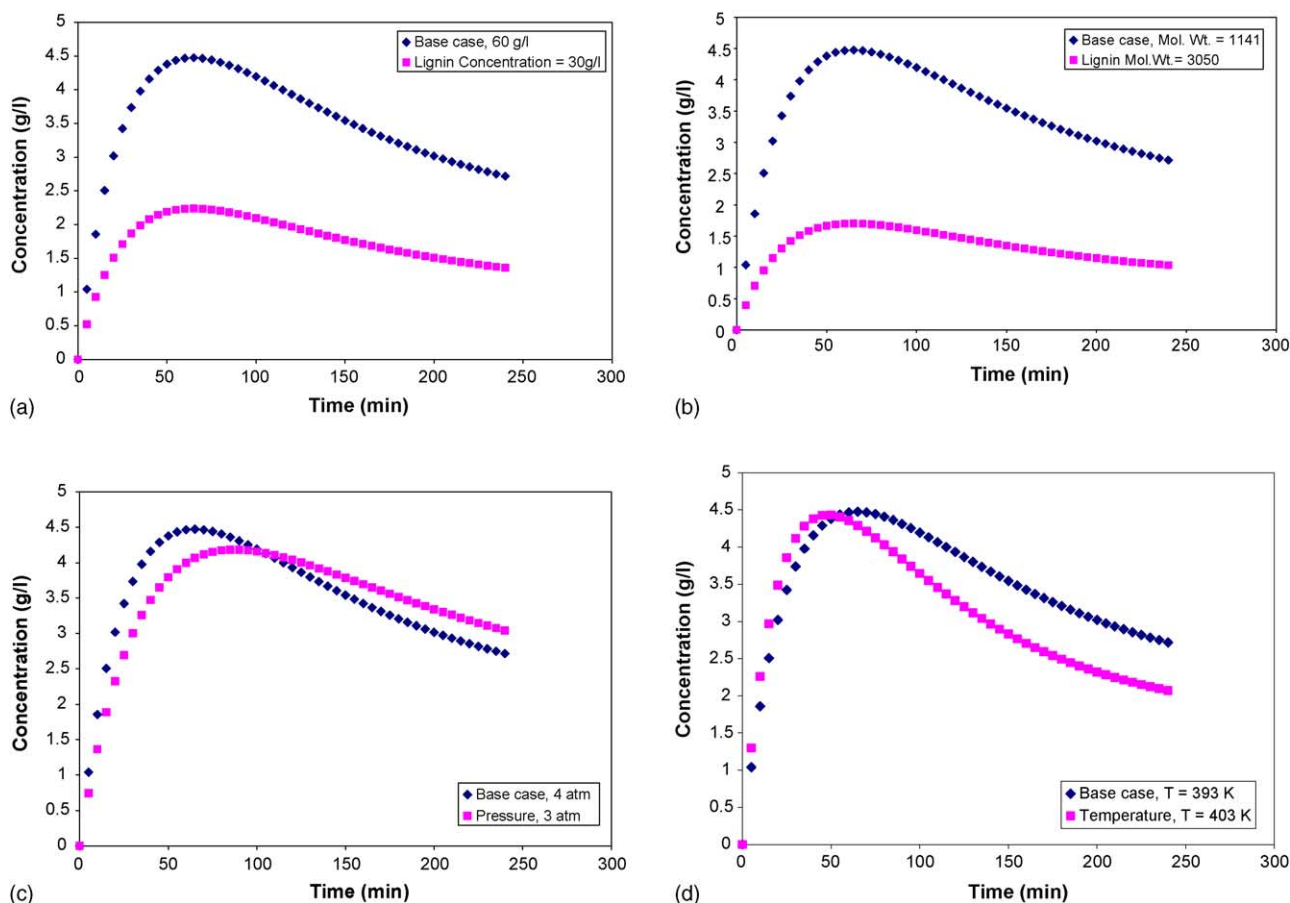 Concentration (g/l)
5
4.5
4
3.5
3
2.5
2
1.5
1
0.5
0
Base case, 60 g/l
Lignin Concentration = 30g/l
0 50 100 150 200 250 300
Time (min)
(a)
Concentration (g/l)
5
4.5
4
3.5
3
2.5
2
1.5
1
0.5
0
Base case, Mol. Wt. = 1141
Lignin Mol.Wt.= 3050
0 50 100 150 200 250 300
Time (min)
(b)
Concentration (g/l)
5
4.5
4
3.5
3
2.5
2
1.5
1
0.5
0
Base case, 4 atm
Pressure, 3 atm
0 50 100 150 200 250 300
Time (min)
(c)
Concentration (g/l)
5
4.5
4
3.5
3
2.5
2
1.5
1
0.5
0
Base case, T = 393 K
Temperature, T = 403 K
0 50 100 150 200 250 300
Time (min)
(d)